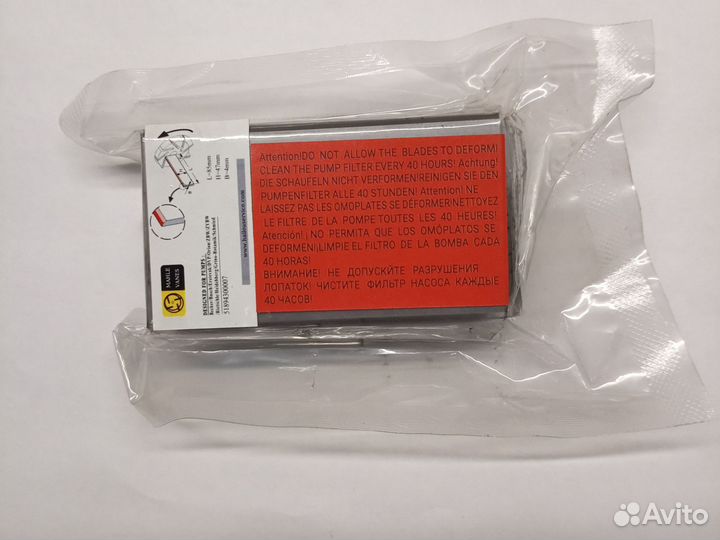 Attention!DO NOT ALLOW THE BLADES TO DEFORM!
CLEAN THE PUMP FILTER EVERY 40 HOURS! Achtung!
DIE SCHAUFELN NICHT VERFORMEN!REINIGEN SIE DEN
PUMPENFILTER ALLE 40 STUNDEN! Attention! NE
LAISSEZ PAS LES OMOPLATES SE DÉFORMER!NETTOYEZ
LE FILTRE DE LA POMPE TOUTES LES 40 HEURES!
Atención! ¡NO PERMITA QUE LOS OMÓPLATOS SE
DEFORMEN!¡LIMPIE EL FILTRO DE LA BOMBA CADA
40 HORAS!
ВНИМАНИЕ! НЕ ДОПУСКЙТЕ РАЗРУШЕНИЯ
ЛОПАТОК! ЧИСТИТЕ ФИЛЬТР НАСОСА КАЖДЫЕ
40 ЧАСОВ!
MAHLE
VANES
DESIGNED FOR PUMPS:
51894500007
L-85mm
H-47mm
B-4mm
Avito